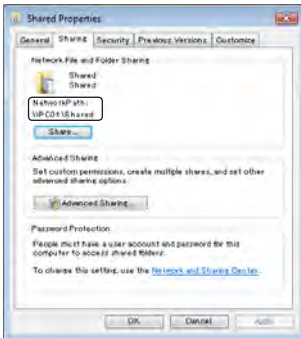 Shared Properties
General Sharing Security Previous Versions Customize
Network File and Folder Sharing
Shared
Shared
Network Path:
\\PC01\Shared
Share...
Advanced Sharing
Set custom permissions, create multiple shares, and set other
advanced sharing options.
Advanced Sharing...
Password Protection
People must have a user account and password for this
computer to access shared folders.
To change this setting, use the Network and Sharing Center.
OK Cancel Apply